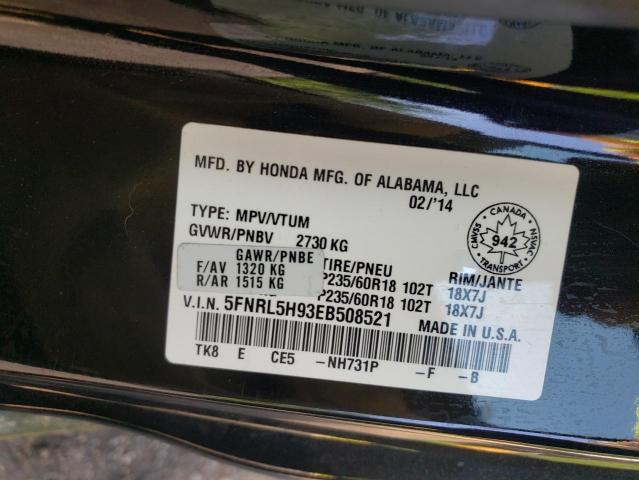 MFD. BY HONDA MFG. OF ALABAMA, LLC
02/'14
TYPE: MPV/VTUM
GVWR/PNBV 2730 KG
GAWR/PNBE TIRE/PNEU RIM/JANTE
F/AV 1320 KG P235/60R18 102T 18X7J
R/AR 1515 KG P235/60R18 102T 18X7J
V.I.N. 5FNRL5H93EB508521 MADE IN U.S.A.
TK8 E CE5 -NH731P -F -B
CANADA
CMVSS 942 NSVAC
TRANSPORT